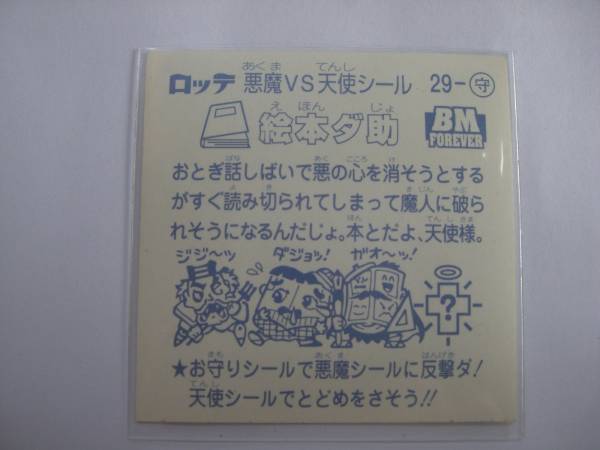 ロッテ 悪魔VS天使シール 29-守
絵本ダ助 BM FOREVER
おとぎ話しばいで悪の心を消そうとする
がすぐ読み切られてしまって魔人に破ら
れそうになるんだじょ。本とだよ、天使様。
ジジ〜ッ ダジョッ! ガオ〜ッ!
?
★お守りシールで悪魔シールに反撃ダ!
天使シールでとどめをさそう!!